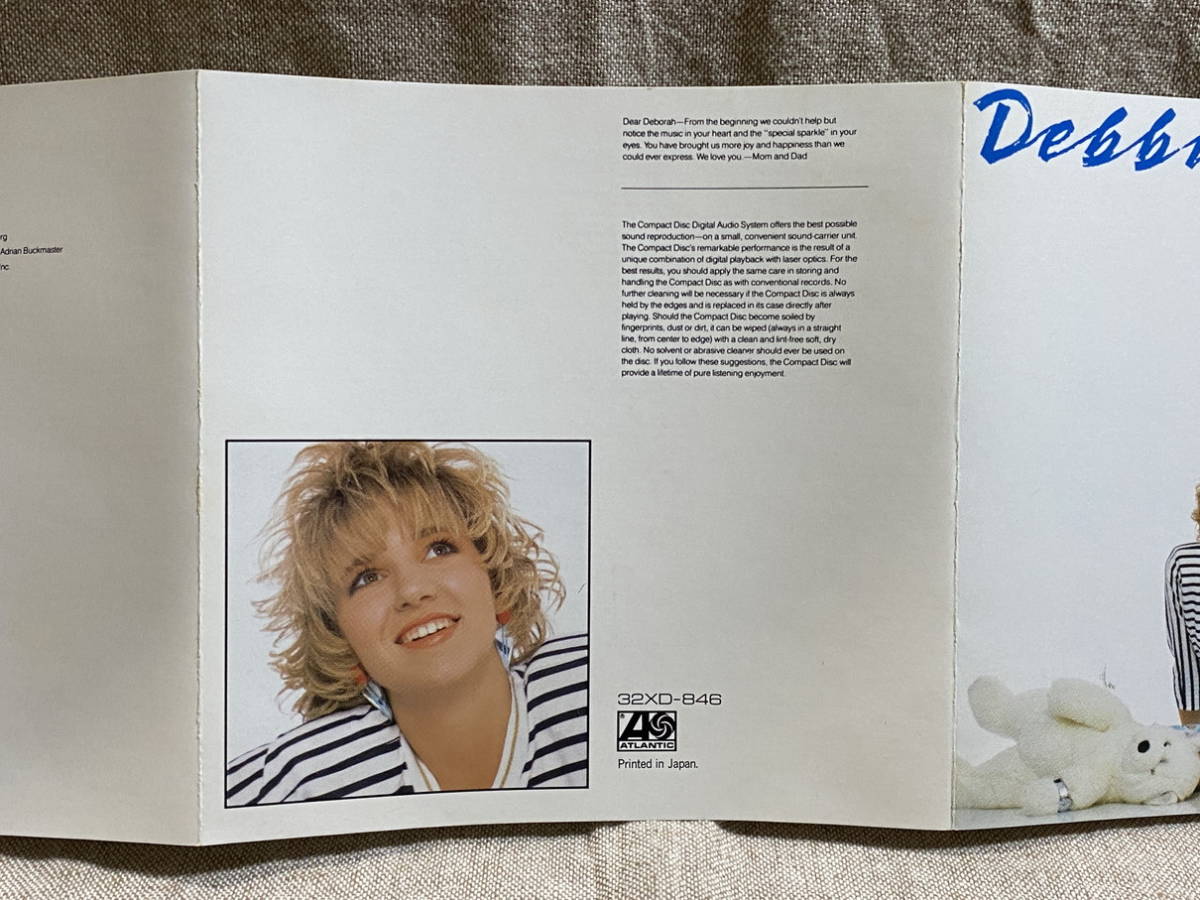 rg
Adrian Buckmaster
nc.
Dear Deborah—From the beginning we couldn't help but
notice the music in your heart and the "special sparkle" in your
eyes. You have brought us more joy and happiness than we
could ever express. We love you.—Mom and Dad
The Compact Disc Digital Audio System offers the best possible
sound reproduction—on a small, convenient sound-carrier unit.
The Compact Disc's remarkable performance is the result of a
unique combination of digital playback with laser optics. For the
best results, you should apply the same care in storing and
handling the Compact Disc as with conventional records. No
further cleaning will be necessary if the Compact Disc is always
held by the edges and is replaced in its case directly after
playing. Should the Compact Disc become soiled by
fingerprints, dust or dirt, it can be wiped (always in a straight
line, from center to edge) with a clean and lint-free soft, dry
cloth. No solvent or abrasive cleaner should ever be used on
the disc. If you follow these suggestions, the Compact Disc will
provide a lifetime of pure listening enjoyment.
32XD-846
ATLANTIC
Printed in Japan.
Debbi